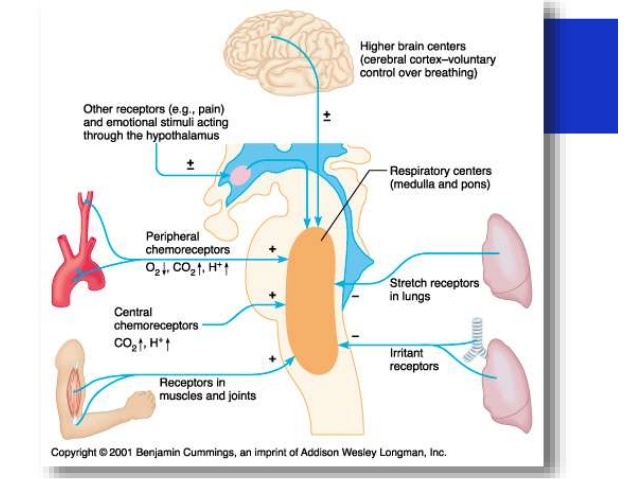 Higher brain centers
(cerebral cortex–voluntary
control over breathing)
Other receptors (e.g., pain)
and emotional stimuli acting
through the hypothalamus
±
±
Respiratory centers
(medulla and pons)
Peripheral
chemoreceptors
O₂↓, CO₂↑, H⁺↑
+
Stretch receptors
in lungs
–
Central
chemoreceptors
CO₂↑, H⁺↑
+
–
Irritant
receptors
+
Receptors in
muscles and joints
Copyright © 2001 Benjamin Cummings, an imprint of Addison Wesley Longman, Inc.